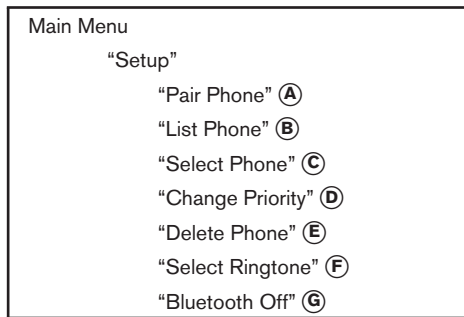 Main Menu
“Setup”
“Pair Phone” Ⓐ
“List Phone” Ⓑ
“Select Phone” Ⓒ
“Change Priority” Ⓓ
“Delete Phone” Ⓔ
“Select Ringtone” Ⓕ
“Bluetooth Off” Ⓖ